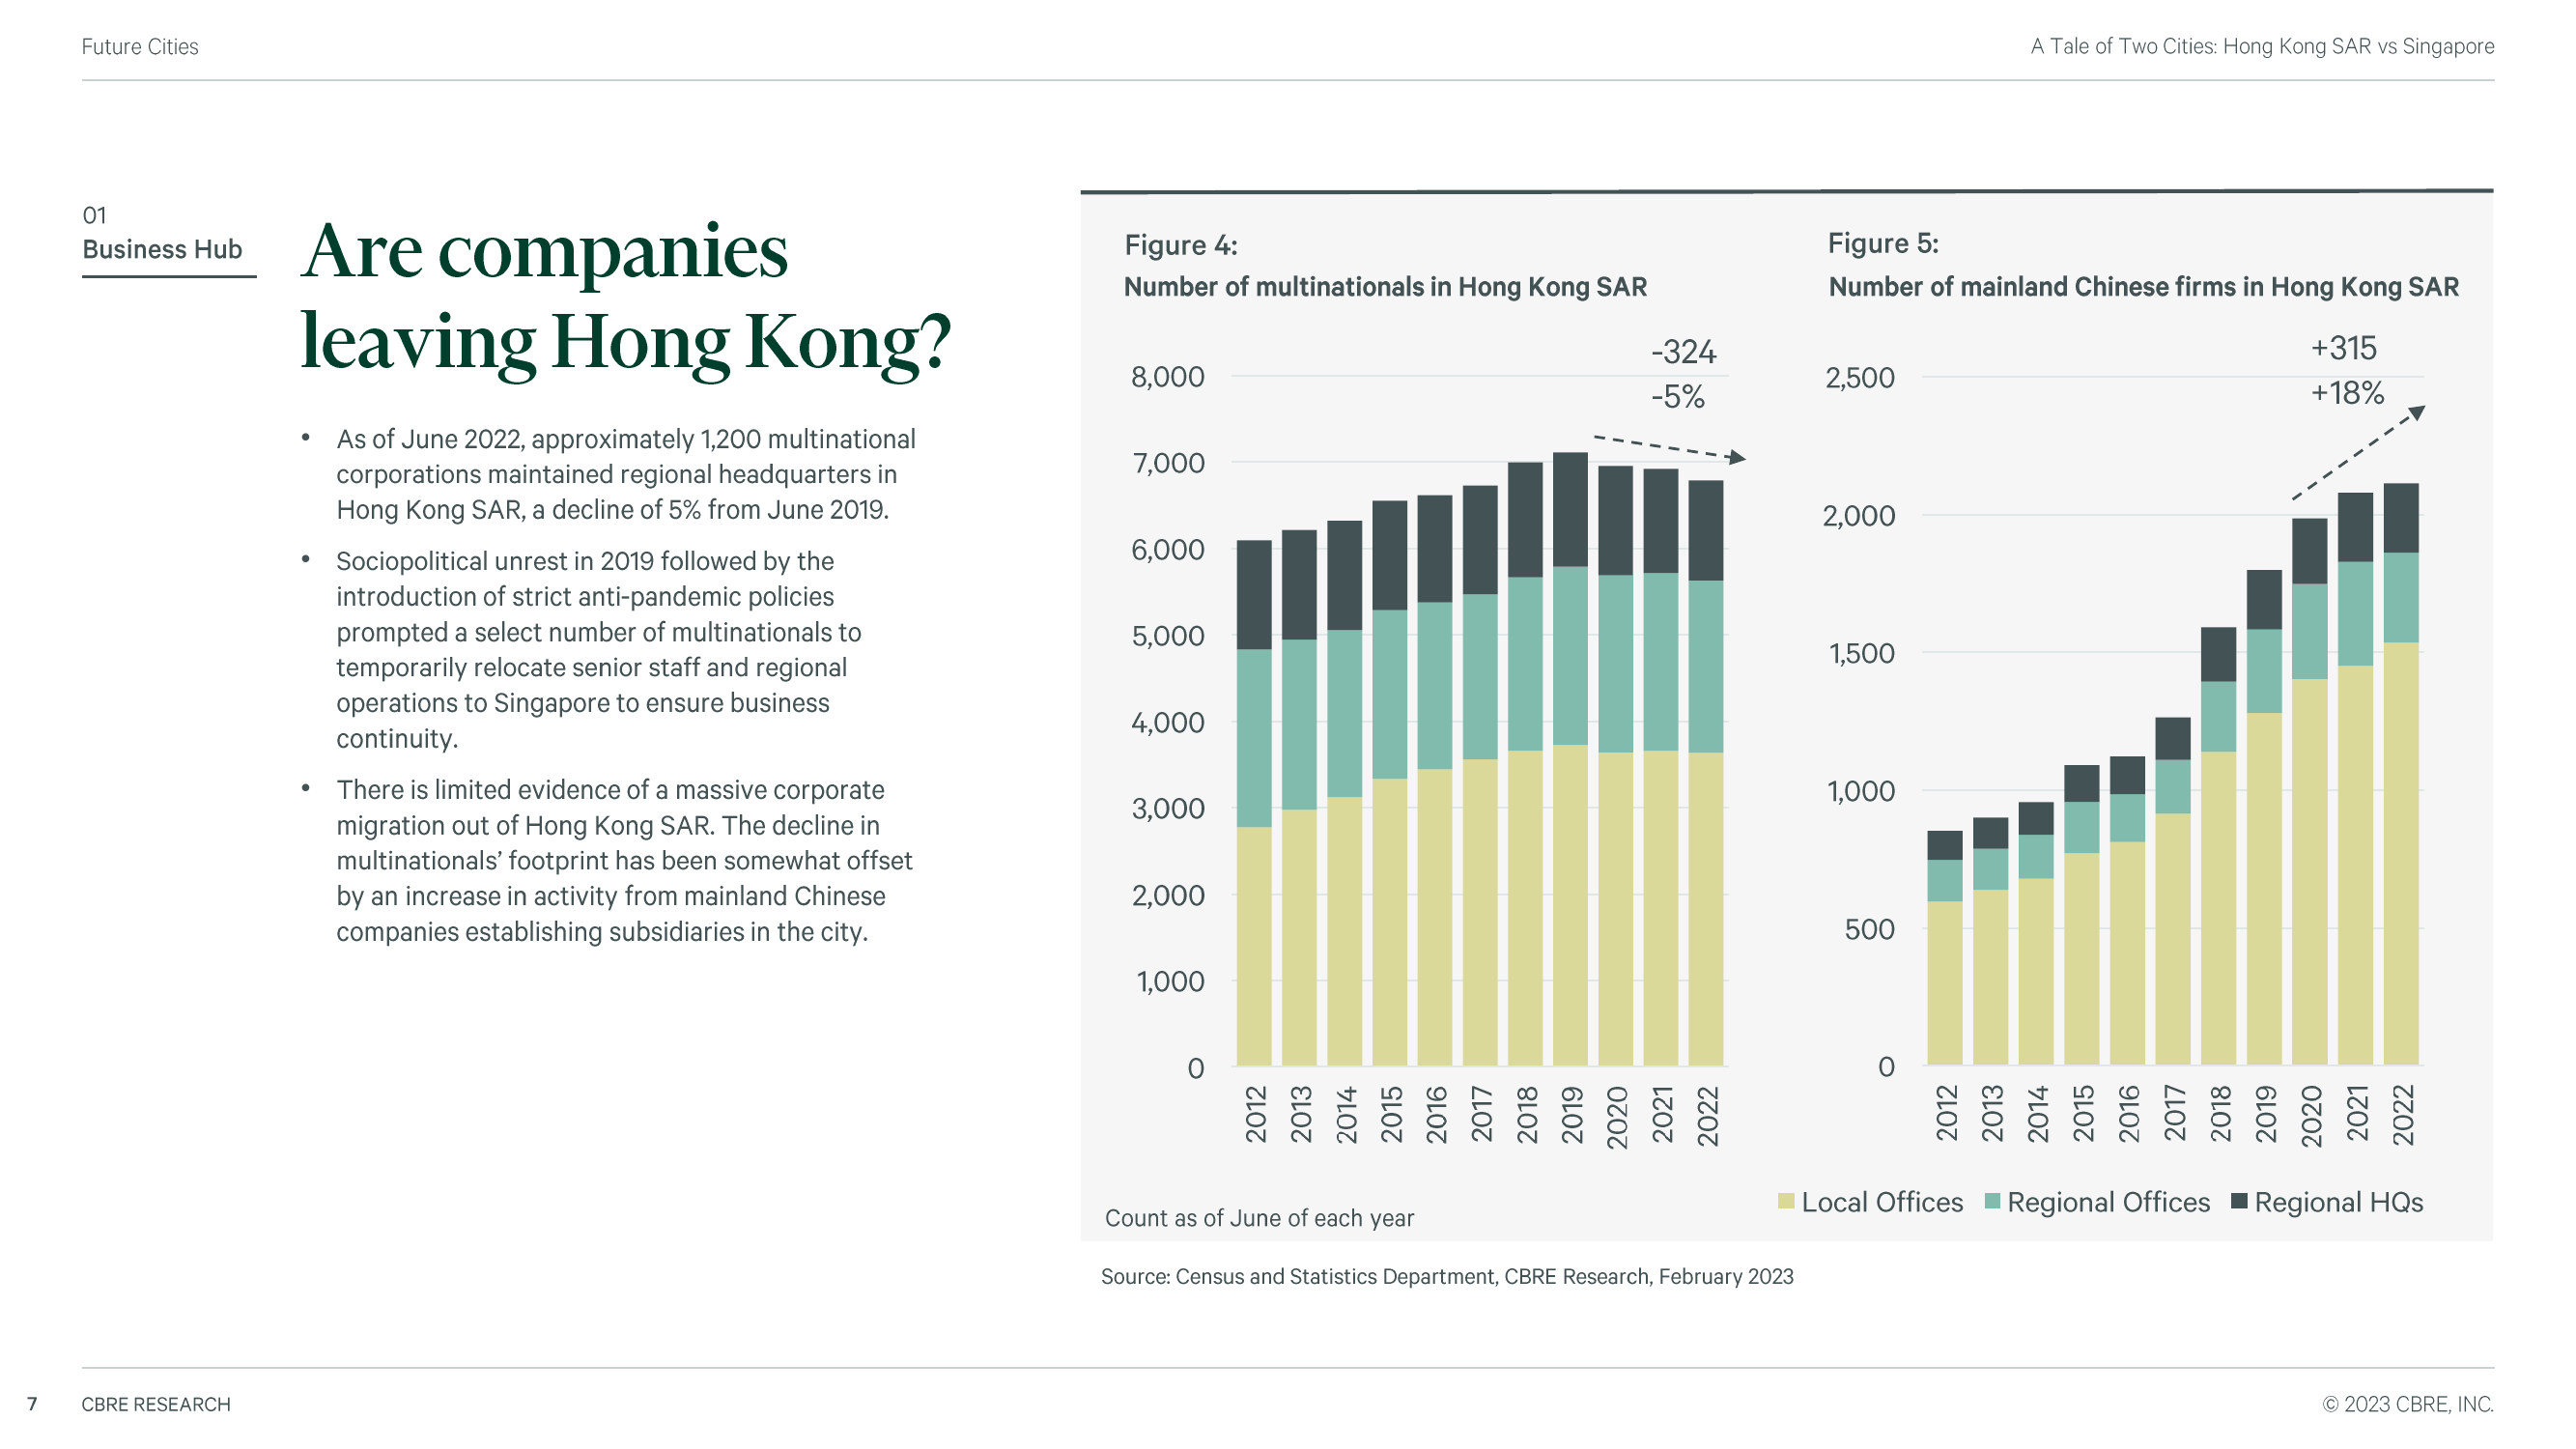 Future Cities
A Tale of Two Cities: Hong Kong SAR vs Singapore
01
Business Hub
Are companies
leaving Hong Kong?
• As of June 2022, approximately 1,200 multinational
corporations maintained regional headquarters in
Hong Kong SAR, a decline of 5% from June 2019.
• Sociopolitical unrest in 2019 followed by the
introduction of strict anti-pandemic policies
prompted a select number of multinationals to
temporarily relocate senior staff and regional
operations to Singapore to ensure business
continuity.
• There is limited evidence of a massive corporate
migration out of Hong Kong SAR. The decline in
multinationals’ footprint has been somewhat offset
by an increase in activity from mainland Chinese
companies establishing subsidiaries in the city.
Figure 4:
Number of multinationals in Hong Kong SAR
-324
-5%
8,000
7,000
6,000
5,000
4,000
3,000
2,000
1,000
0
2012
2013
2014
2015
2016
2017
2018
2019
2020
2021
2022
Count as of June of each year
Figure 5:
Number of mainland Chinese firms in Hong Kong SAR
+315
+18%
2,500
2,000
1,500
1,000
500
0
2012
2013
2014
2015
2016
2017
2018
2019
2020
2021
2022
Local Offices
Regional Offices
Regional HQs
Source: Census and Statistics Department, CBRE Research, February 2023
7
CBRE RESEARCH
© 2023 CBRE, INC.